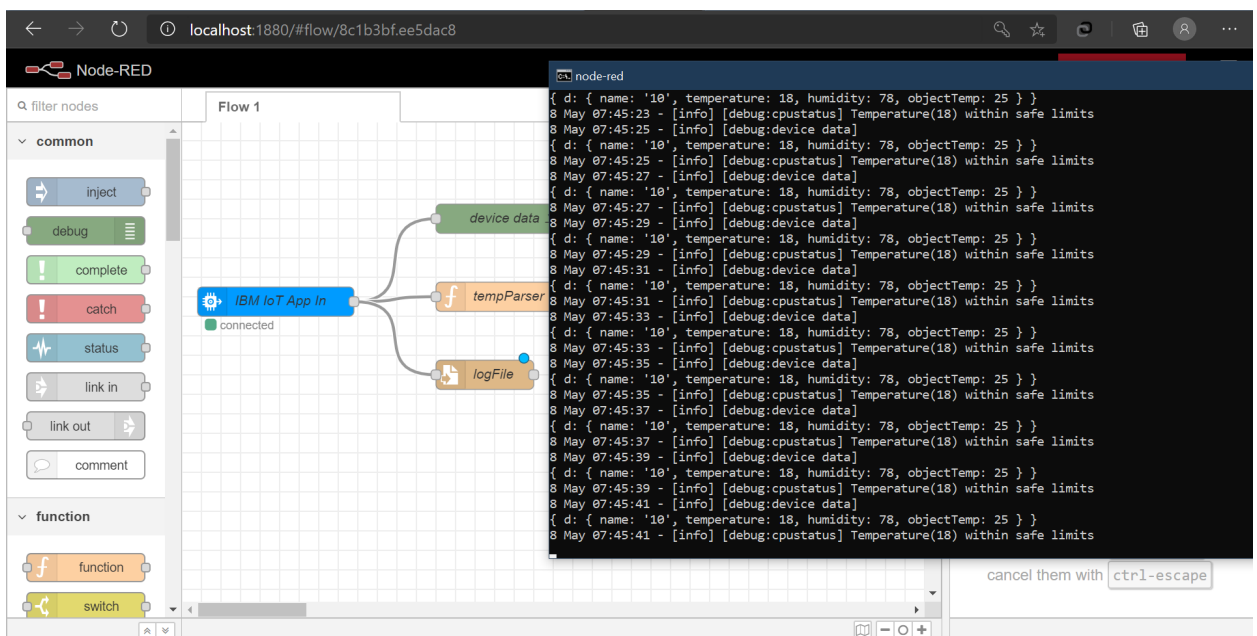 localhost:1880/#flow/8c1b3bf.ee5dac8
Node-RED
filter nodes
common
inject
debug
complete
catch
status
link in
link out
comment
function
function
switch
Flow 1
IBM IoT App In
connected
device data
tempParser
logFile
node-red
{ d: { name: '10', temperature: 18, humidity: 78, objectTemp: 25 } }
8 May 07:45:23 - [info] [debug:cpustatus] Temperature(18) within safe limits
8 May 07:45:25 - [info] [debug:device data]
{ d: { name: '10', temperature: 18, humidity: 78, objectTemp: 25 } }
8 May 07:45:25 - [info] [debug:cpustatus] Temperature(18) within safe limits
8 May 07:45:27 - [info] [debug:device data]
{ d: { name: '10', temperature: 18, humidity: 78, objectTemp: 25 } }
8 May 07:45:27 - [info] [debug:cpustatus] Temperature(18) within safe limits
8 May 07:45:29 - [info] [debug:device data]
{ d: { name: '10', temperature: 18, humidity: 78, objectTemp: 25 } }
8 May 07:45:29 - [info] [debug:cpustatus] Temperature(18) within safe limits
8 May 07:45:31 - [info] [debug:device data]
{ d: { name: '10', temperature: 18, humidity: 78, objectTemp: 25 } }
8 May 07:45:31 - [info] [debug:cpustatus] Temperature(18) within safe limits
8 May 07:45:33 - [info] [debug:device data]
{ d: { name: '10', temperature: 18, humidity: 78, objectTemp: 25 } }
8 May 07:45:33 - [info] [debug:cpustatus] Temperature(18) within safe limits
8 May 07:45:35 - [info] [debug:device data]
{ d: { name: '10', temperature: 18, humidity: 78, objectTemp: 25 } }
8 May 07:45:35 - [info] [debug:cpustatus] Temperature(18) within safe limits
8 May 07:45:37 - [info] [debug:device data]
{ d: { name: '10', temperature: 18, humidity: 78, objectTemp: 25 } }
8 May 07:45:37 - [info] [debug:cpustatus] Temperature(18) within safe limits
8 May 07:45:39 - [info] [debug:device data]
{ d: { name: '10', temperature: 18, humidity: 78, objectTemp: 25 } }
8 May 07:45:39 - [info] [debug:cpustatus] Temperature(18) within safe limits
8 May 07:45:41 - [info] [debug:device data]
{ d: { name: '10', temperature: 18, humidity: 78, objectTemp: 25 } }
8 May 07:45:41 - [info] [debug:cpustatus] Temperature(18) within safe limits
cancel them with ctrl-escape